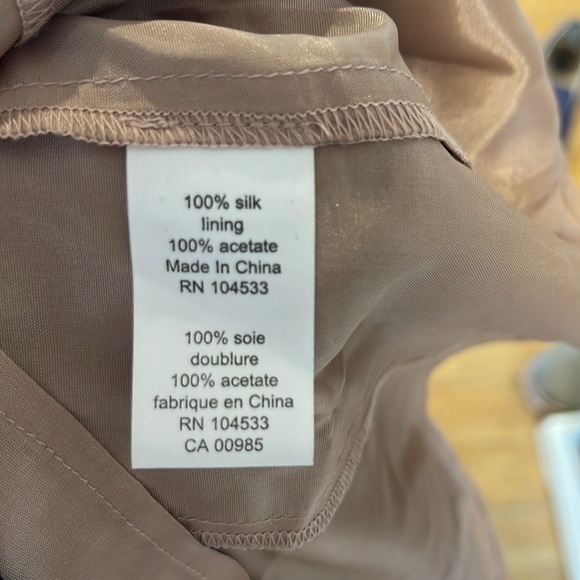 100% silk
lining
100% acetate
Made In China
RN 104533
100% soie
doublure
100% acetate
fabrique en China
RN 104533
CA 00985